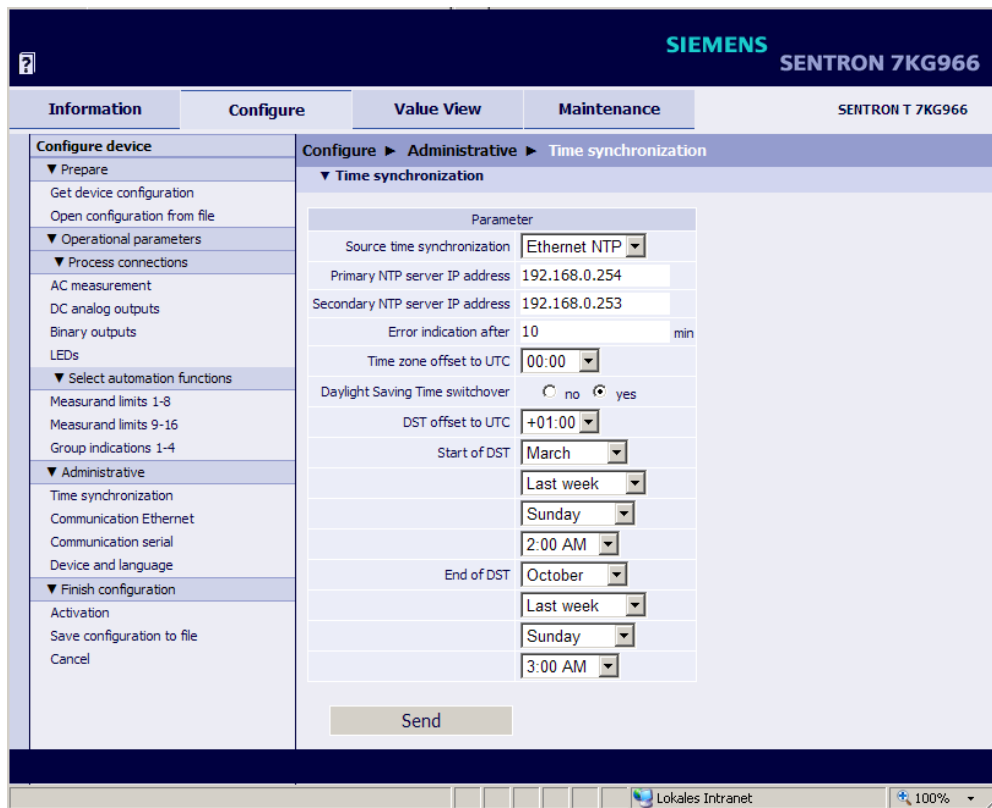 ?
SIEMENS
SENTRON 7KG966
Information
Configure
Value View
Maintenance
SENTRON T 7KG966
Configure device
▼ Prepare
Get device configuration
Open configuration from file
▼ Operational parameters
▼ Process connections
AC measurement
DC analog outputs
Binary outputs
LEDs
▼ Select automation functions
Measurand limits 1-8
Measurand limits 9-16
Group indications 1-4
▼ Administrative
Time synchronization
Communication Ethernet
Communication serial
Device and language
▼ Finish configuration
Activation
Save configuration to file
Cancel
Configure ► Administrative ► Time synchronization
▼ Time synchronization
Parameter
Source time synchronization Ethernet NTP
Primary NTP server IP address 192.168.0.254
Secondary NTP server IP address 192.168.0.253
Error indication after 10 min
Time zone offset to UTC 00:00
Daylight Saving Time switchover no yes
DST offset to UTC +01:00
Start of DST March
Last week
Sunday
2:00 AM
End of DST October
Last week
Sunday
3:00 AM
Send
Lokales Intranet
100%